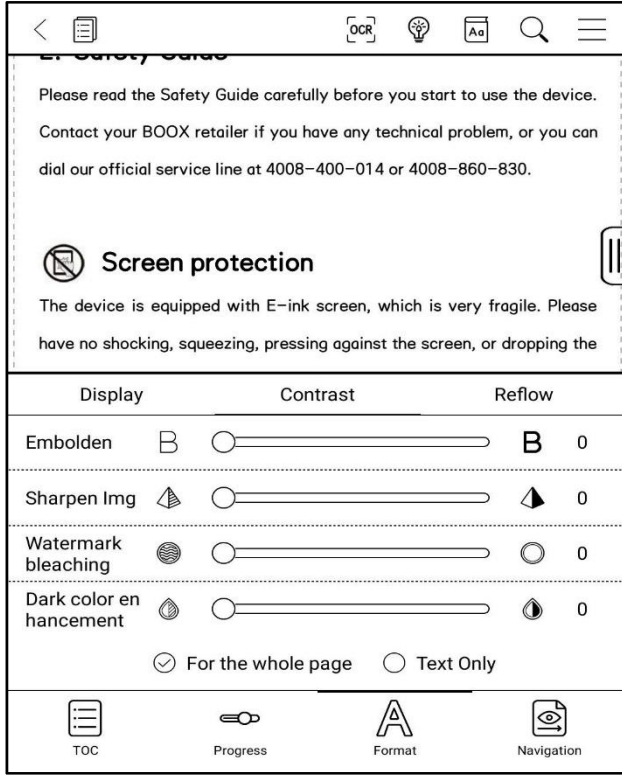 OCR
Aa
2. Safety Guide
Please read the Safety Guide carefully before you start to use the device.
Contact your BOOX retailer if you have any technical problem, or you can
dial our official service line at 4008-400-014 or 4008-860-830.
Screen protection
The device is equipped with E-ink screen, which is very fragile. Please
have no shocking, squeezing, pressing against the screen, or dropping the
Display Contrast Reflow
Embolden B B 0
Sharpen Img 0
Watermark
bleaching 0
Dark color en
hancement 0
For the whole page Text Only
TOC Progress Format Navigation